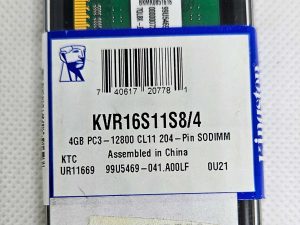 7 40617 20778 1
KVR16S11S8/4
4GB PC3-12800 CL11 204-Pin SODIMM
KTC Assembled in China
UR11669 99U5469-041.A00LF 0U21
Kingston